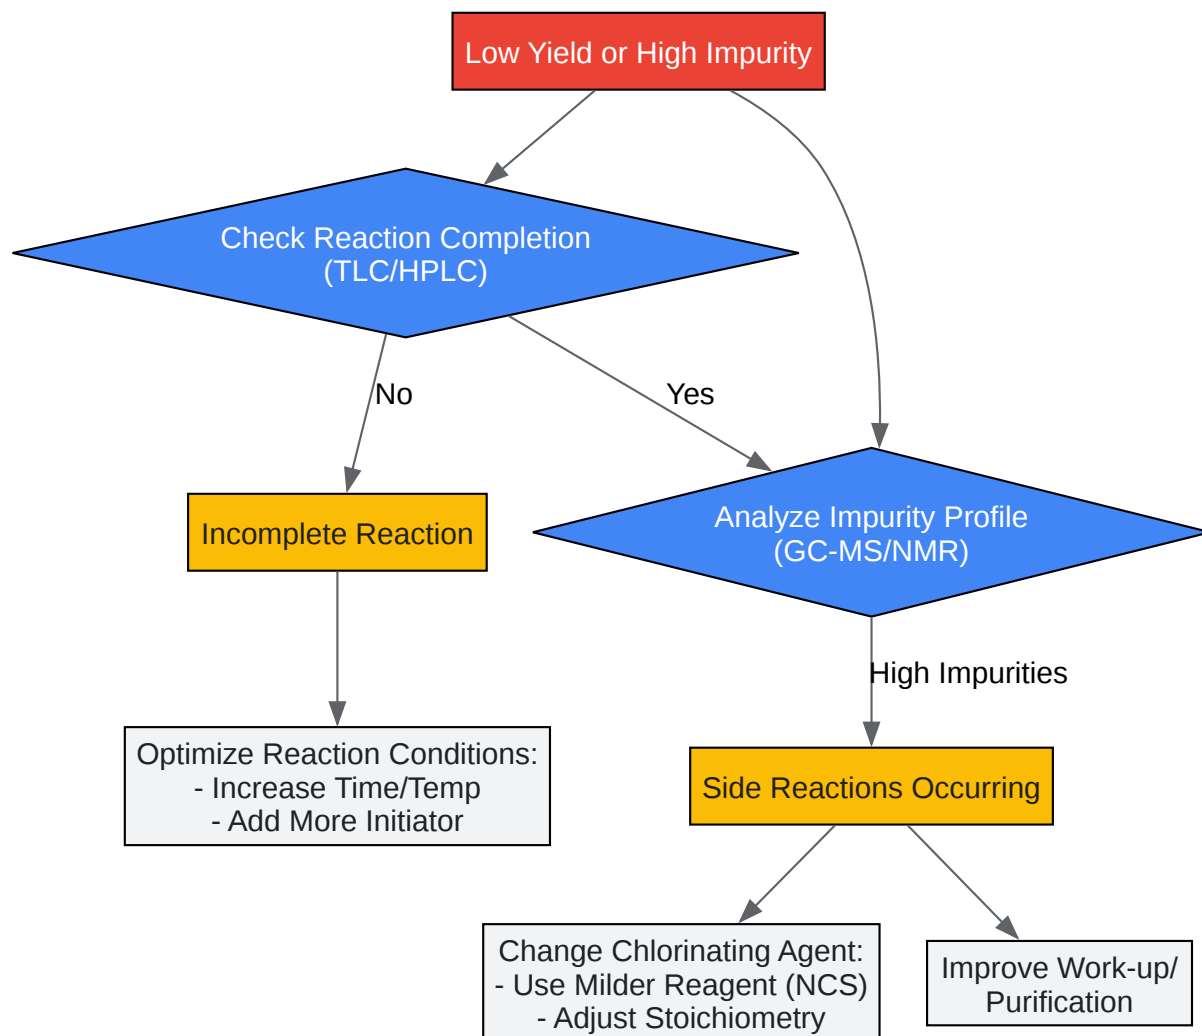 Low Yield or High Impurity
Check Reaction Completion
(TLC/HPLC)
No
Yes
Incomplete Reaction
Analyze Impurity Profile
(GC-MS/NMR)
High Impurities
Optimize Reaction Conditions:
- Increase Time/Temp
- Add More Initiator
Side Reactions Occurring
Change Chlorinating Agent:
- Use Milder Reagent (NCS)
- Adjust Stoichiometry
Improve Work-up/
Purification